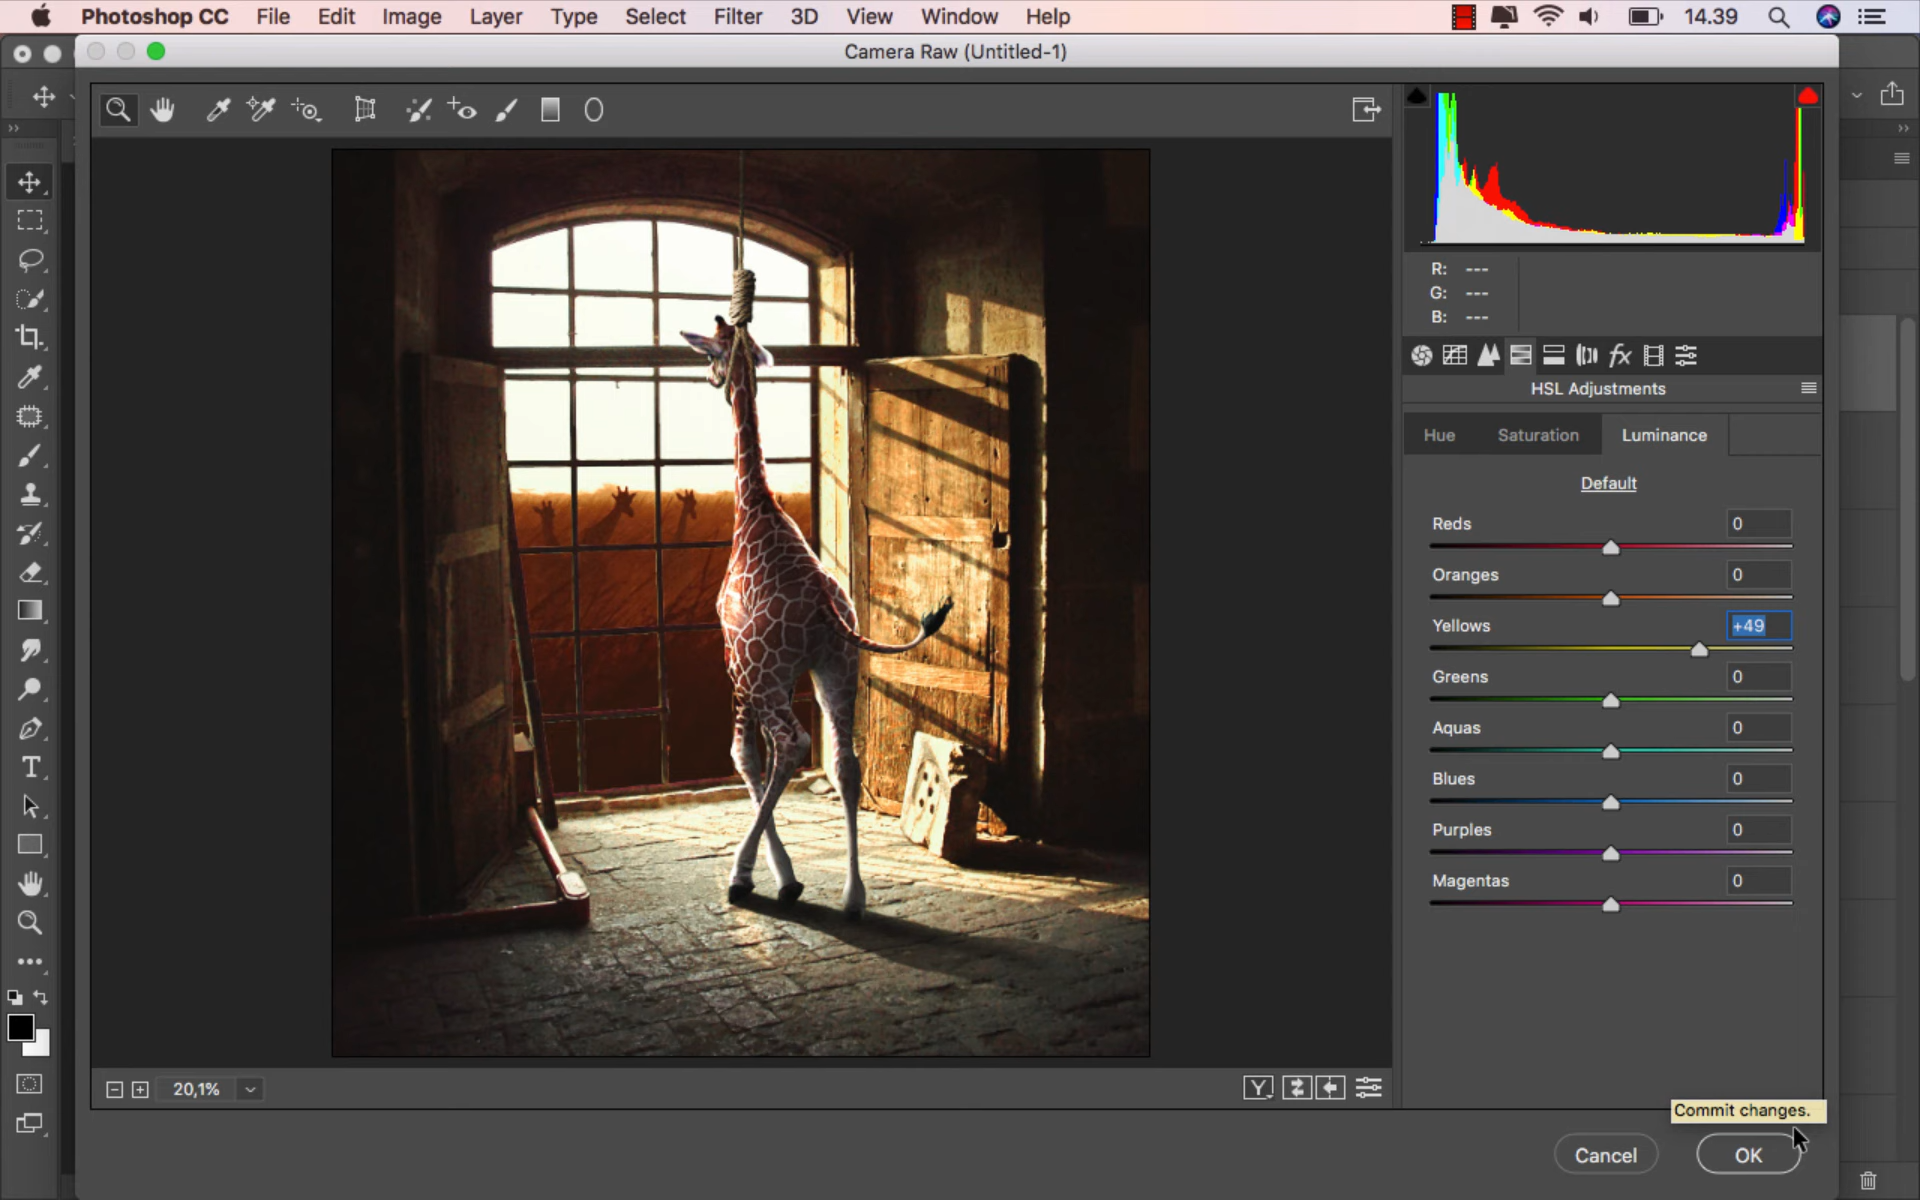 Photoshop CC File Edit Image Layer Type Select Filter 3D View Window Help 14.39
Camera Raw (Untitled-1)
R: ---
G: ---
B: ---
fx
HSL Adjustments
Hue Saturation Luminance
Default
Reds 0
Oranges 0
Yellows +49
Greens 0
Aquas 0
Blues 0
Purples 0
Magentas 0
T
20,1%
Y
Commit changes.
Cancel OK